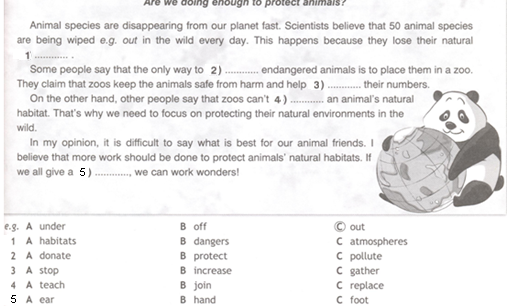 Are we doing enough to protect animals?
Animal species are disappearing from our planet fast. Scientists believe that 50 animal species
are being wiped e.g. out in the wild every day. This happens because they lose their natural
1 ............ .
Some people say that the only way to 2) ............ endangered animals is to place them in a zoo.
They claim that zoos keep the animals safe from harm and help 3) ............ their numbers.
On the other hand, other people say that zoos can't 4 ) ............ an animal's natural
habitat. That's why we need to focus on protecting their natural environments in the
wild.
In my opinion, it is difficult to say what is best for our animal friends. I
believe that more work should be done to protect animals' natural habitats. If
we all give a 5 ) ............, we can work wonders!
e.g. A under B off C out
1 A habitats B dangers C atmospheres
2 A donate B protect C pollute
3 A stop B increase C gather
4 A teach B join C replace
5 A ear B hand C foot